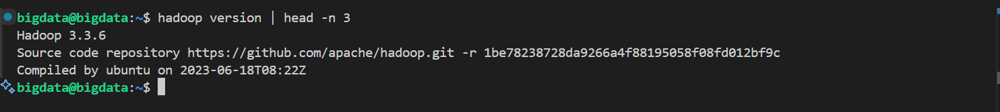 bigdata@bigdata:~$ hadoop version | head -n 3
Hadoop 3.3.6
Source code repository https://github.com/apache/hadoop.git -r 1be78238728da9266a4f88195058f08fd012bf9c
Compiled by ubuntu on 2023-06-18T08:22Z
bigdata@bigdata:~$